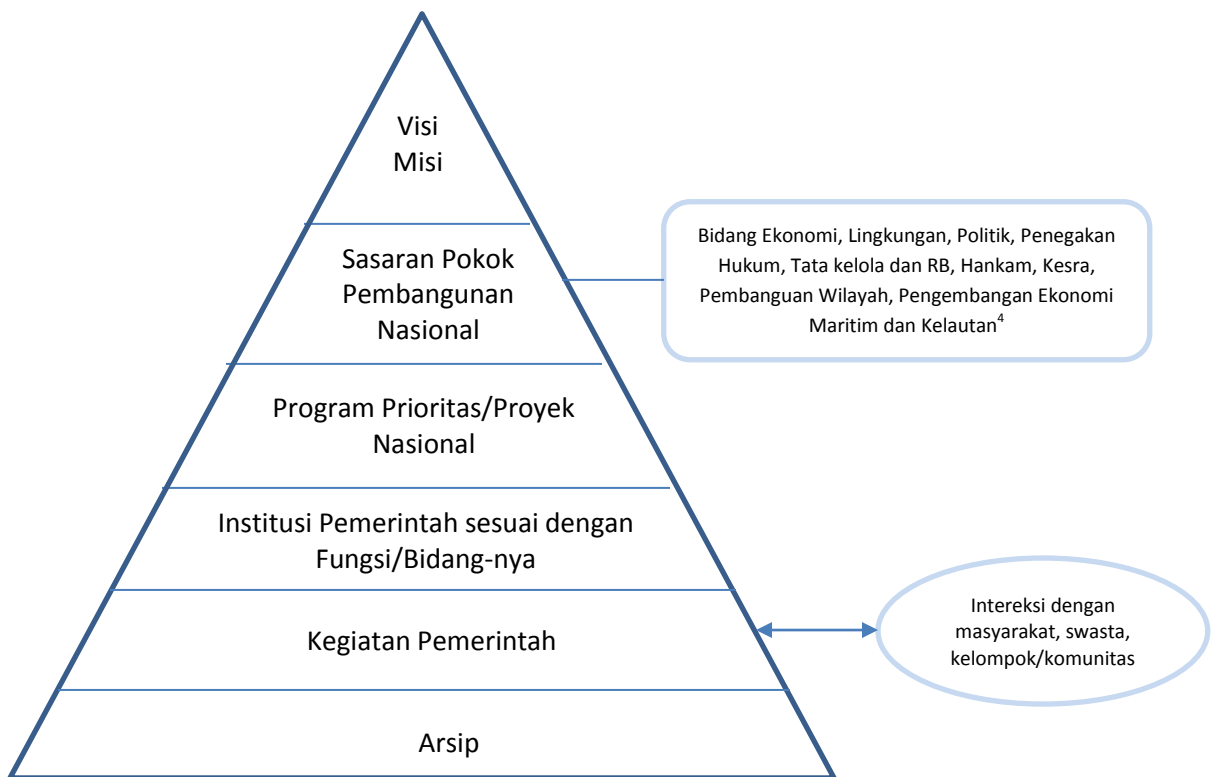 Visi
Misi
Sasaran Pokok
Pembangunan
Nasional
Bidang Ekonomi, Lingkungan, Politik, Penegakan
Hukum, Tata kelola dan RB, Hankam, Kesra,
Pembanguan Wilayah, Pengembangan Ekonomi
Maritim dan Kelautan⁴
Program Prioritas/Proyek
Nasional
Institusi Pemerintah sesuai dengan
Fungsi/Bidang-nya
Kegiatan Pemerintah
Intereksi dengan
masyarakat, swasta,
kelompok/komunitas
Arsip